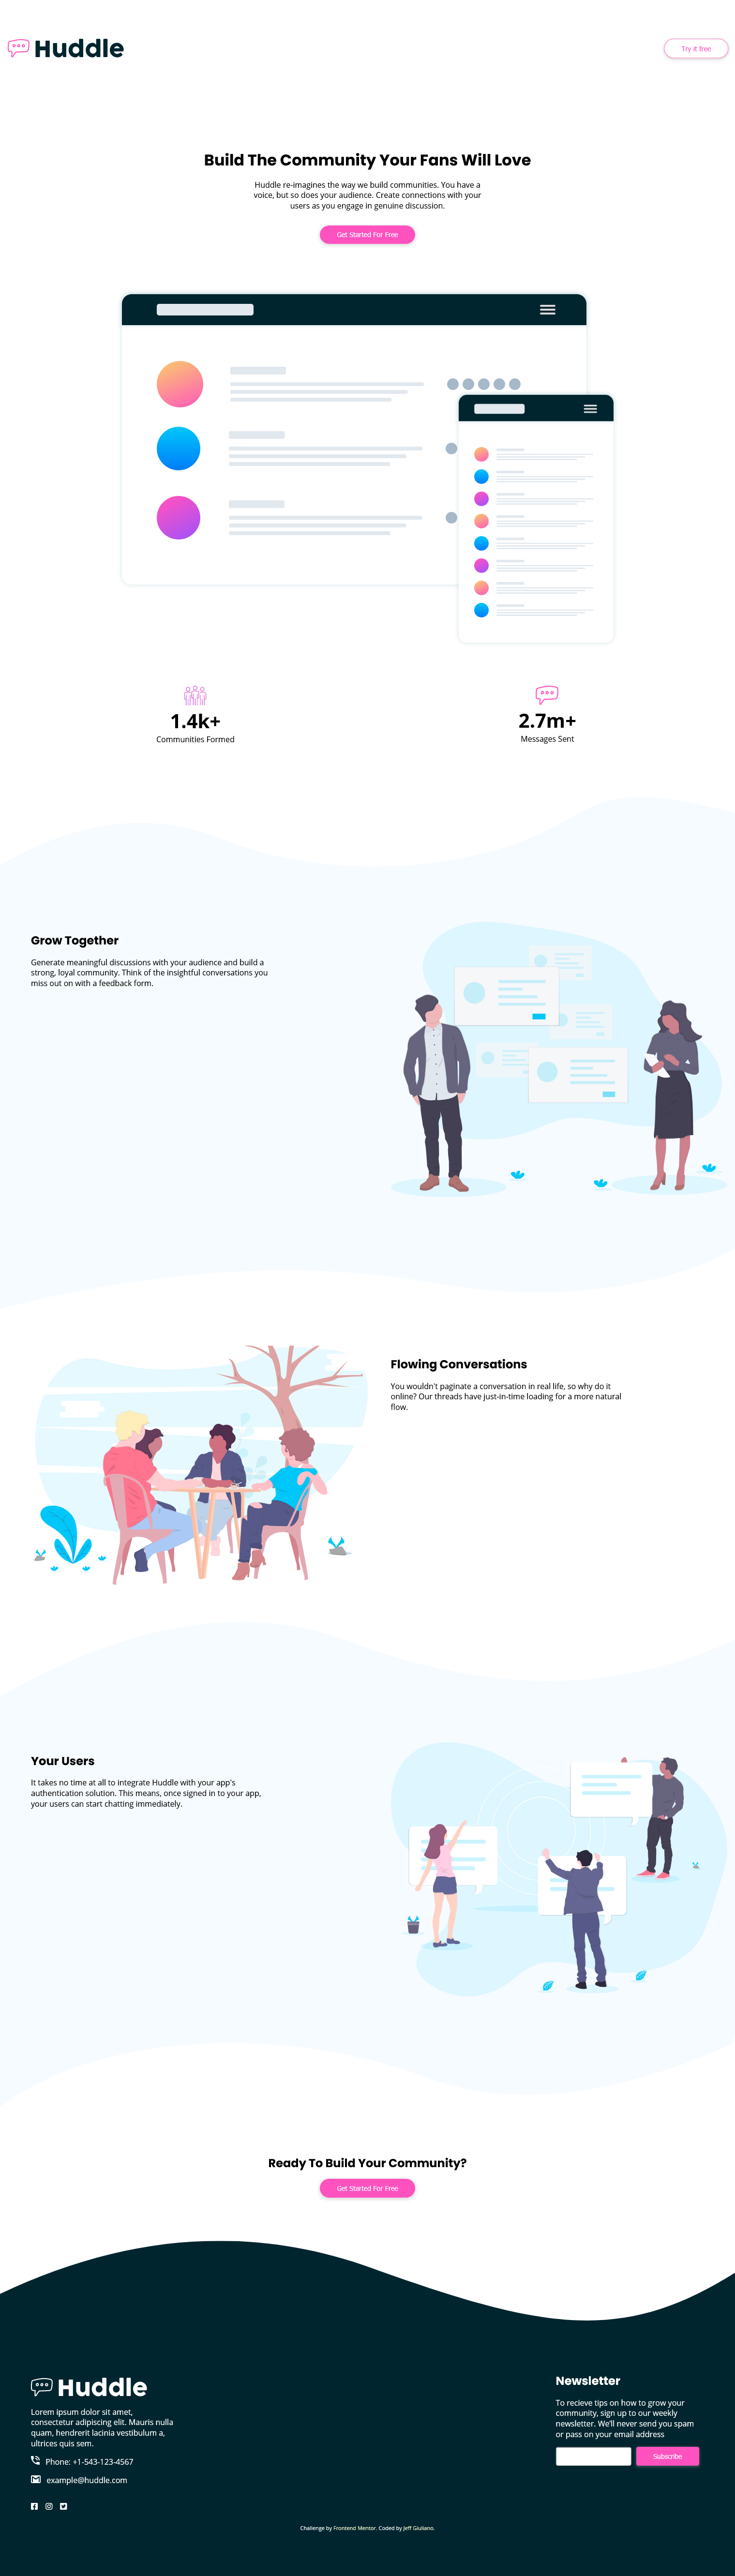 Huddle
Try it free
Build The Community Your Fans Will Love
Huddle re-imagines the way we build communities. You have a
voice, but so does your audience. Create connections with your
users as you engage in genuine discussion.
Get Started For Free
1.4k+
Communities Formed
2.7m+
Messages Sent
Grow Together
Generate meaningful discussions with your audience and build a
strong, loyal community. Think of the insightful conversations you
miss out on with a feedback form.
Flowing Conversations
You wouldn't paginate a conversation in real life, so why do it
online? Our threads have just-in-time loading for a more natural
flow.
Your Users
It takes no time at all to integrate Huddle with your app's
authentication solution. This means, once signed in to your app,
your users can start chatting immediately.
Ready To Build Your Community?
Get Started For Free
Huddle
Lorem ipsum dolor sit amet,
consectetur adipiscing elit. Mauris nulla
quam, hendrerit lacinia vestibulum a,
ultrices quis sem.
Phone: +1-543-123-4567
example@huddle.com
Newsletter
To recieve tips on how to grow your
community, sign up to our weekly
newsletter. We'll never send you spam
or pass on your email address
Subscribe
Challenge by Frontend Mentor. Coded by Jeff Giuliano.